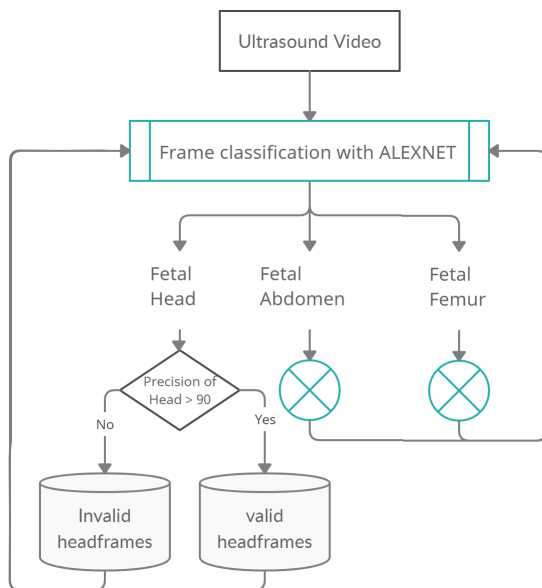 Ultrasound Video
Frame classification with ALEXNET
Fetal
Head
Fetal
Abdomen
Fetal
Femur
Precision of
Head > 90
No
Yes
Invalid
headframes
valid
headframes